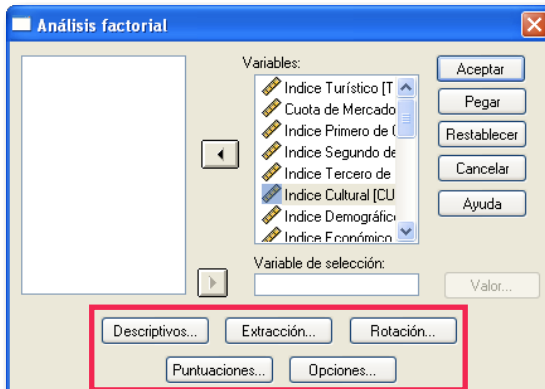 Análisis factorial
Variables:
Indice Turístico [T
Cuota de Mercado
Indice Primero de
Indice Segundo de
Indice Tercero de
Indice Cultural [CU
Indice Demográfic
Indice Económico
Aceptar
Pegar
Restablecer
Cancelar
Ayuda
Variable de selección:
Valor...
Descriptivos...
Extracción...
Rotación...
Puntuaciones...
Opciones...